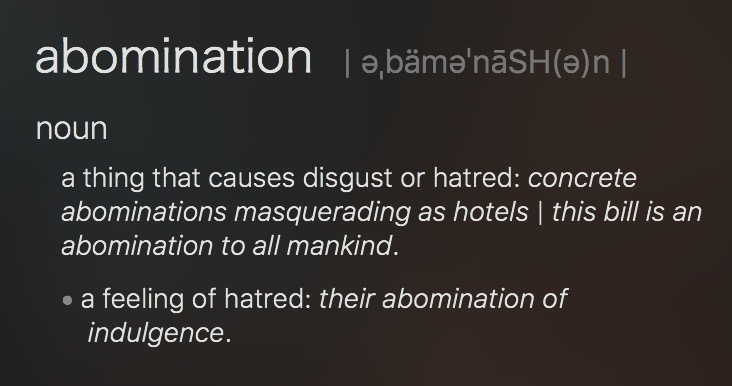 abomination | əˌbäməˈnāSH(ə)n |
noun
a thing that causes disgust or hatred: concrete
abominations masquerading as hotels | this bill is an
abomination to all mankind.
• a feeling of hatred: their abomination of
indulgence.